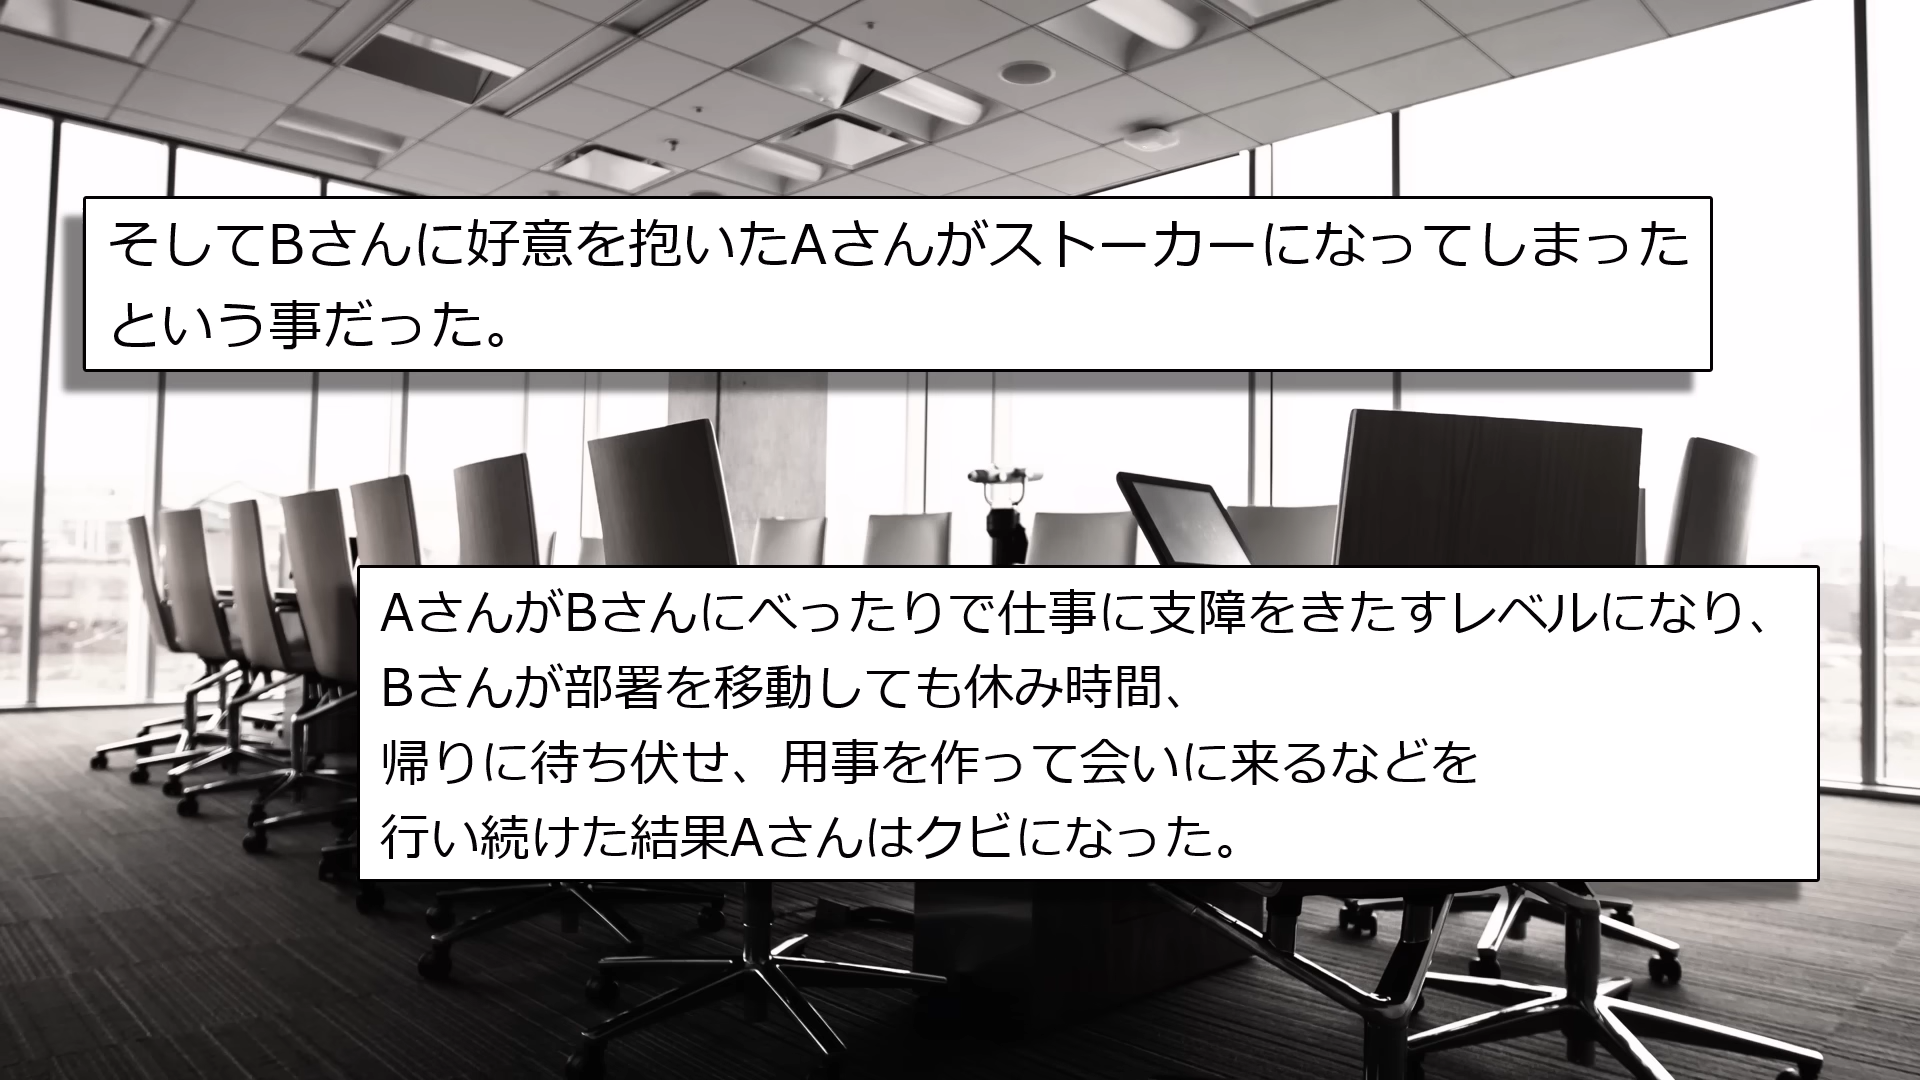 そしてBさんに好意を抱いたAさんがストーカーになってしまった
という事だった。
AさんがBさんにべったりで仕事に支障をきたすレベルになり、
Bさんが部署を移動しても休み時間、
帰りに待ち伏せ、用事を作って会いに来るなどを
行い続けた結果Aさんはクビになった。